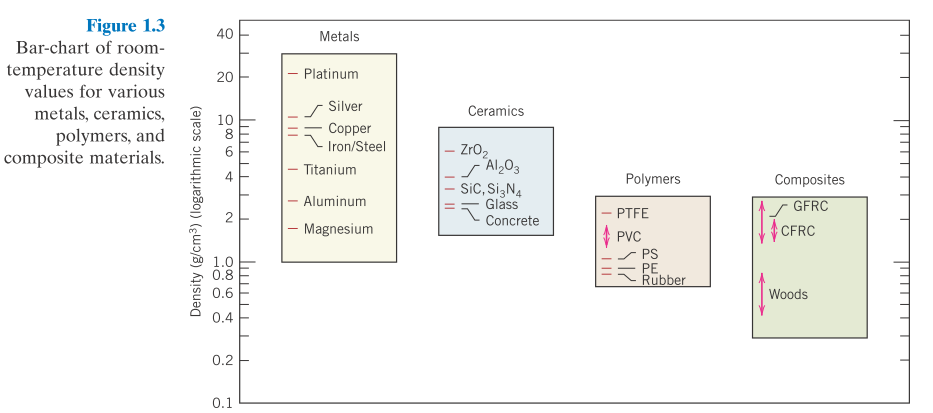 Figure 1.3
Bar-chart of room-
temperature density
values for various
metals, ceramics,
polymers, and
composite materials.
Density (g/cm³) (logarithmic scale)
40
20
10
8
6
4
2
1.0
0.8
0.6
0.4
0.2
0.1
Metals
Platinum
Silver
Copper
Iron/Steel
Titanium
Aluminum
Magnesium
Ceramics
ZrO₂
Al₂O₃
SiC, Si₃N₄
Glass
Concrete
Polymers
PTFE
PVC
PS
PE
Rubber
Composites
GFRC
CFRC
Woods